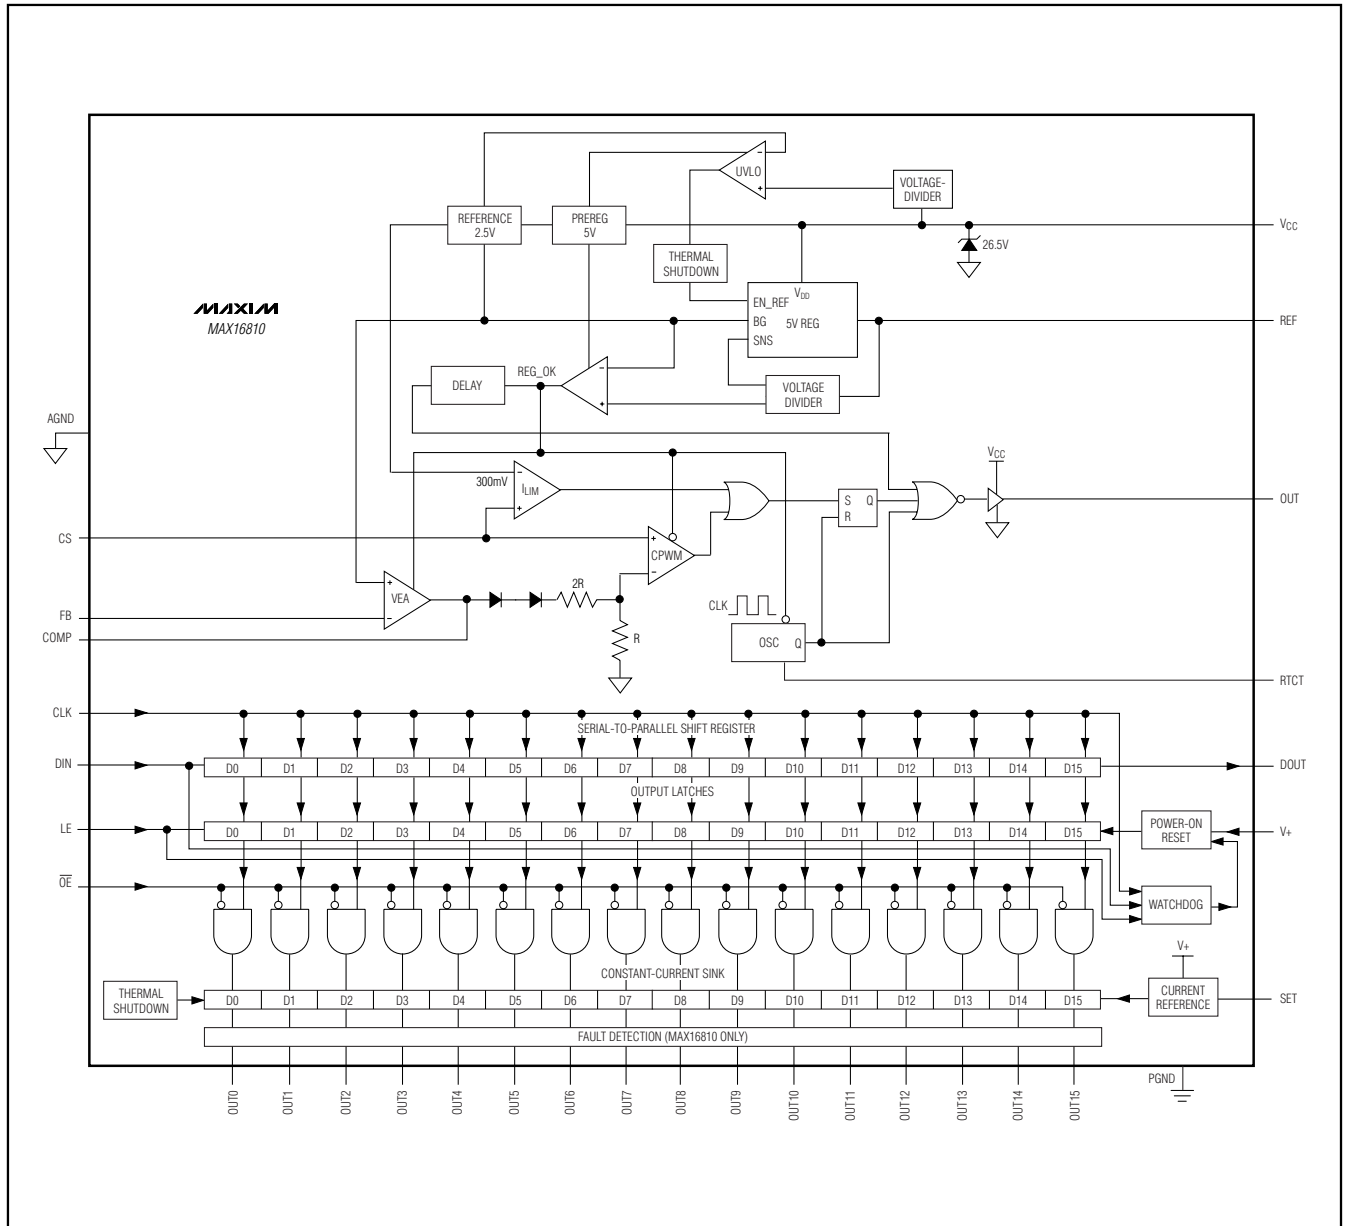 UVLO
VOLTAGE-
DIVIDER
REFERENCE
2.5V
PREREG
5V
VCC
26.5V
THERMAL
SHUTDOWN
MAXIM
MAX16810
VDD
EN_REF
BG
5V REG
SNS
REF
REG_OK
DELAY
VOLTAGE
DIVIDER
AGND
VCC
300mV
ILIM
S Q
R
OUT
CS
CPWM
2R
VEA
CLK
FB
COMP
R
OSC Q
RTCT
CLK
SERIAL-TO-PARALLEL SHIFT REGISTER
DIN
D0 D1 D2 D3 D4 D5 D6 D7 D8 D9 D10 D11 D12 D13 D14 D15
DOUT
OUTPUT LATCHES
LE
D0 D1 D2 D3 D4 D5 D6 D7 D8 D9 D10 D11 D12 D13 D14 D15
POWER-ON
RESET
V+
OE
WATCHDOG
V+
CONSTANT-CURRENT SINK
THERMAL
SHUTDOWN
D0 D1 D2 D3 D4 D5 D6 D7 D8 D9 D10 D11 D12 D13 D14 D15
CURRENT
REFERENCE
SET
FAULT DETECTION (MAX16810 ONLY)
PGND
OUT0 OUT1 OUT2 OUT3 OUT4 OUT5 OUT6 OUT7 OUT8 OUT9 OUT10 OUT11 OUT12 OUT13 OUT14 OUT15